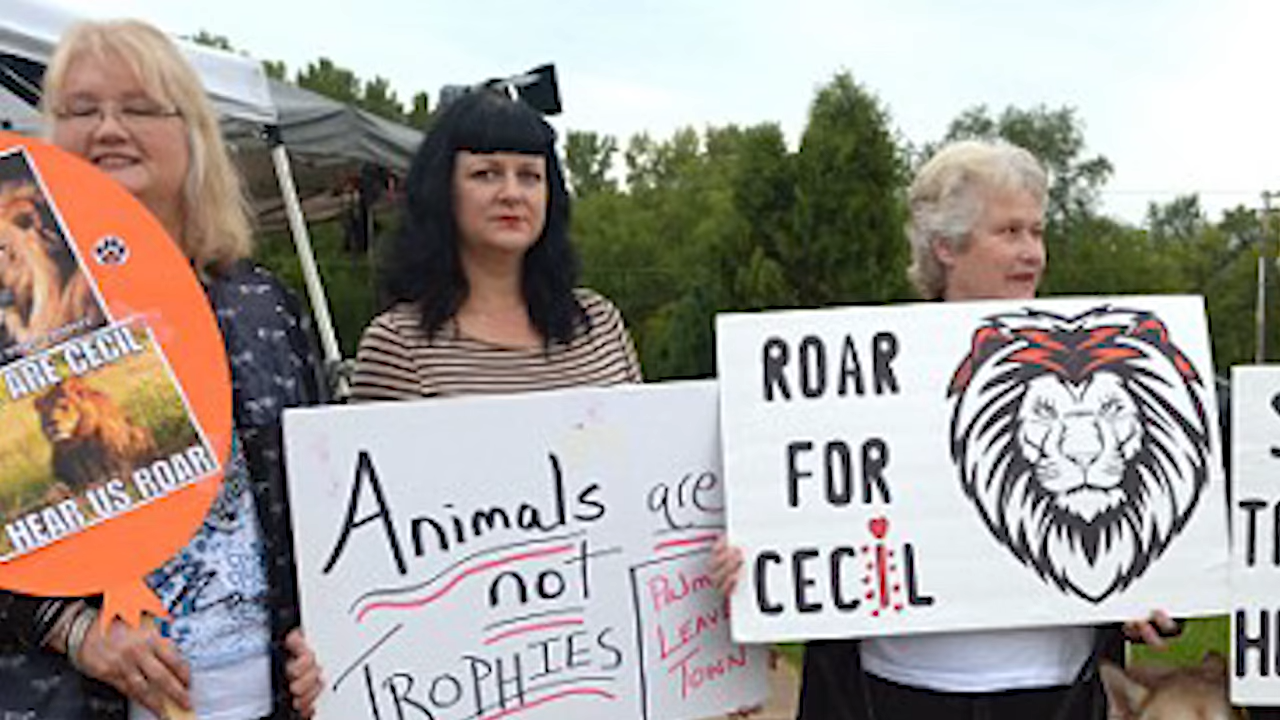 ARE CECIL
HEAR US ROAR!
Animals are
not
TROPHIES
LEAVE
TOWN
ROAR
FOR
CECiL